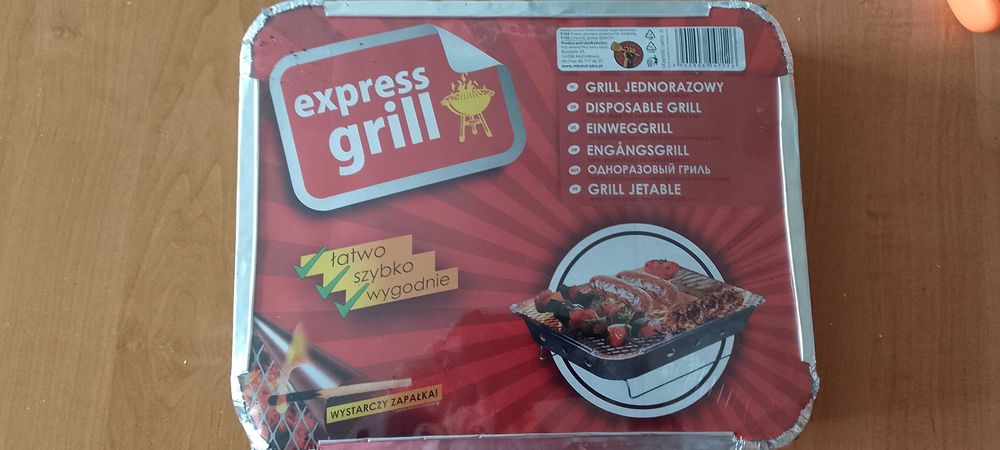 express
grill
GRILL JEDNORAZOWY
DISPOSABLE GRILL
EINWEGGRILL
ENGÅNGSGRILL
ОДНОРАЗОВЫЙ ГРИЛЬ
GRILL JETABLE
łatwo
szybko
wygodnie
WYSTARCZY ZAPAŁKA!